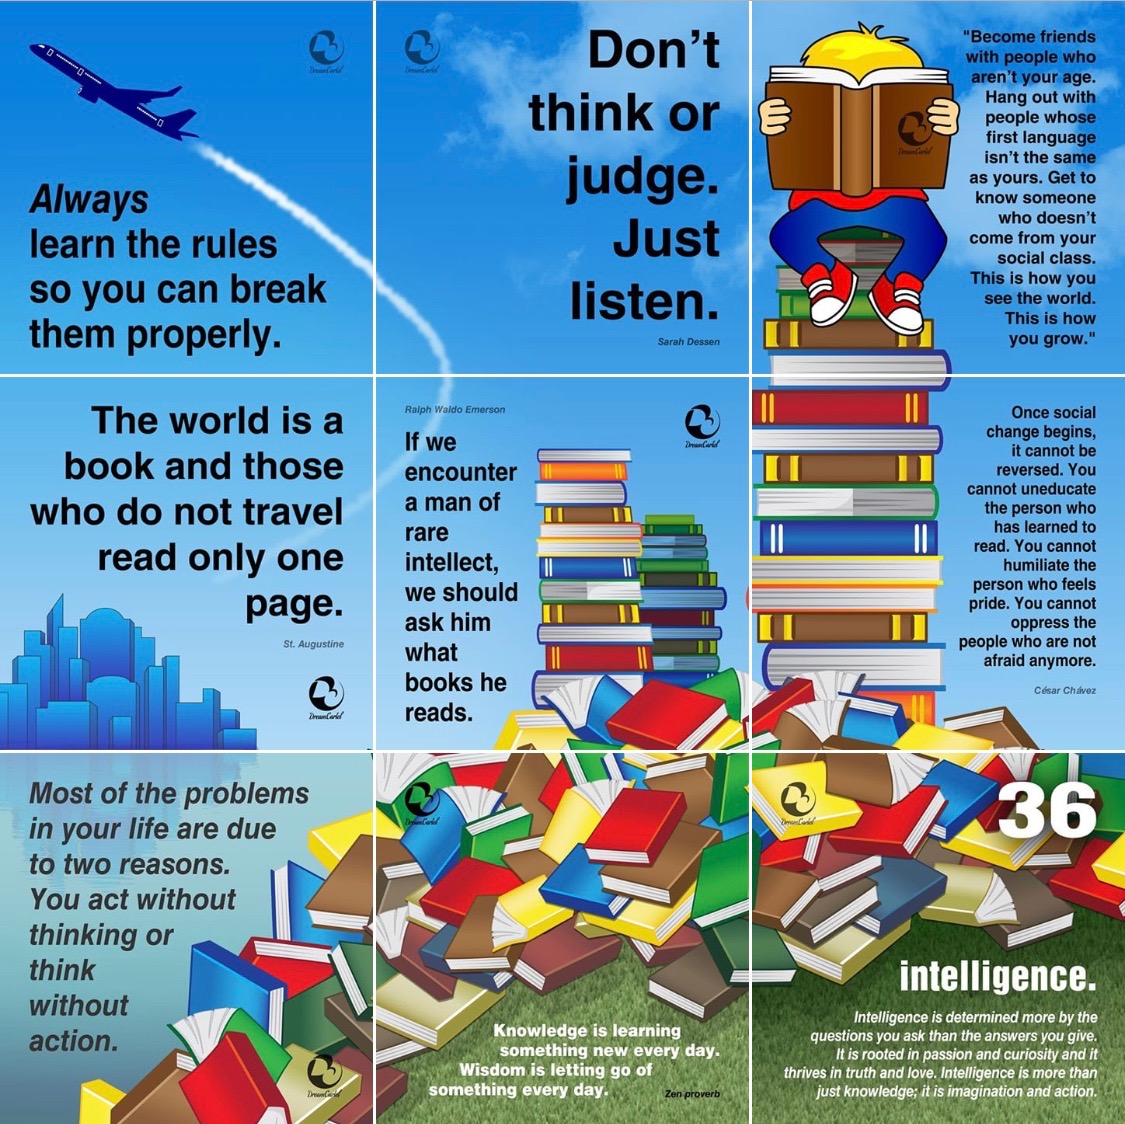 DreamCartel
Always
learn the rules
so you can break
them properly.
DreamCartel
Don't
think or
judge.
Just
listen.
Sarah Dessen
"Become friends
with people who
aren't your age.
Hang out with
people whose
first language
isn't the same
as yours. Get to
know someone
who doesn't
come from your
social class.
This is how you
see the world.
This is how
you grow."
DreamCartel
The world is a
book and those
who do not travel
read only one
page.
St. Augustine
DreamCartel
Ralph Waldo Emerson
If we
encounter
a man of
rare
intellect,
we should
ask him
what
books he
reads.
DreamCartel
Once social
change begins,
it cannot be
reversed. You
cannot uneducate
the person who
has learned to
read. You cannot
humiliate the
person who feels
pride. You cannot
oppress the
people who are not
afraid anymore.
César Chávez
Most of the problems
in your life are due
to two reasons.
You act without
thinking or
think
without
action.
DreamCartel
DreamCartel
Knowledge is learning
something new every day.
Wisdom is letting go of
something every day.
Zen proverb
DreamCartel
36
intelligence.
Intelligence is determined more by the
questions you ask than the answers you give.
It is rooted in passion and curiosity and it
thrives in truth and love. Intelligence is more than
just knowledge; it is imagination and action.